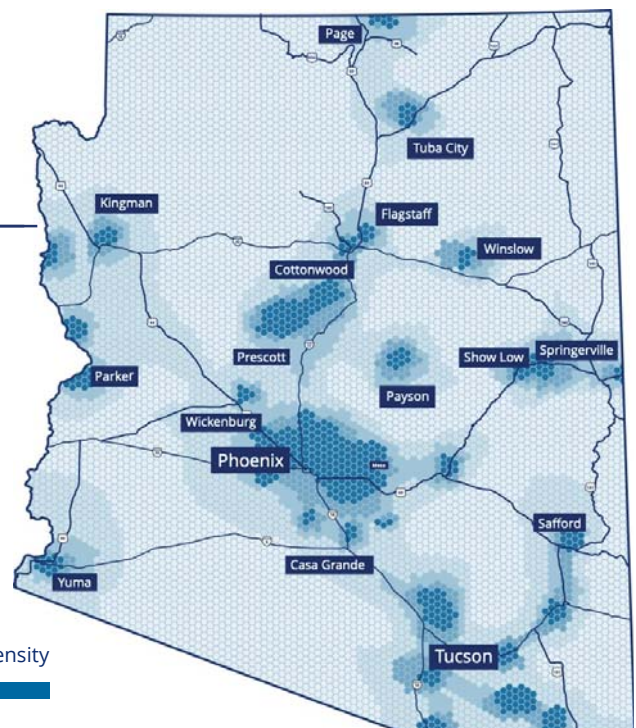 Page
Tuba City
Kingman
Flagstaff
Winslow
Cottonwood
Prescott
Show Low
Springerville
Parker
Payson
Wickenburg
Phoenix
Mesa
Safford
Casa Grande
Yuma
Tucson
ensity